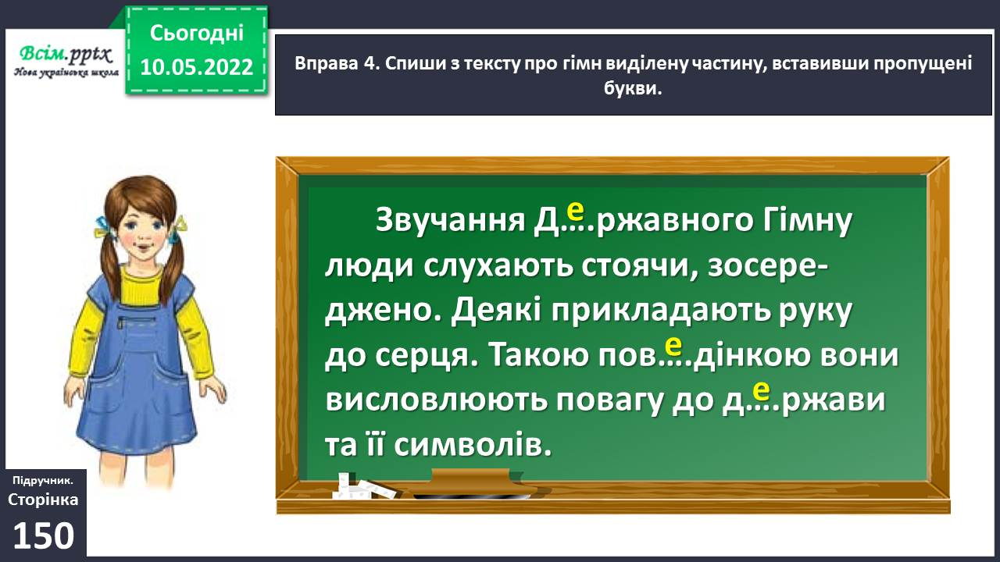 Сьогодні
10.05.2022
Всім.pptx
Нова українська школа
Вправа 4. Спиши з тексту про гімн виділену частину, вставивши пропущені
букви.
Звучання Д….ржавного Гімну
е
люди слухають стоячи, зосере-
джено. Деякі прикладають руку
до серця. Такою пов….дінкою вони
е
висловлюють повагу до д….ржави
е
та її символів.
Підручник.
Сторінка
150